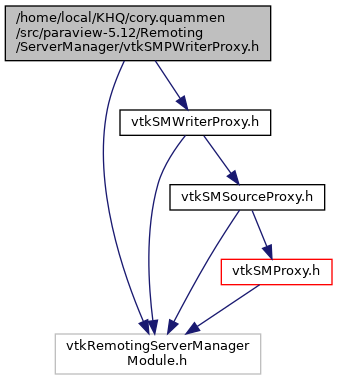 /home/local/KHQ/cory.quammen
/src/paraview-5.12/Remoting
/ServerManager/vtkSMPWriterProxy.h
vtkSMWriterProxy.h
vtkSMSourceProxy.h
vtkSMProxy.h
vtkRemotingServerManager
Module.h